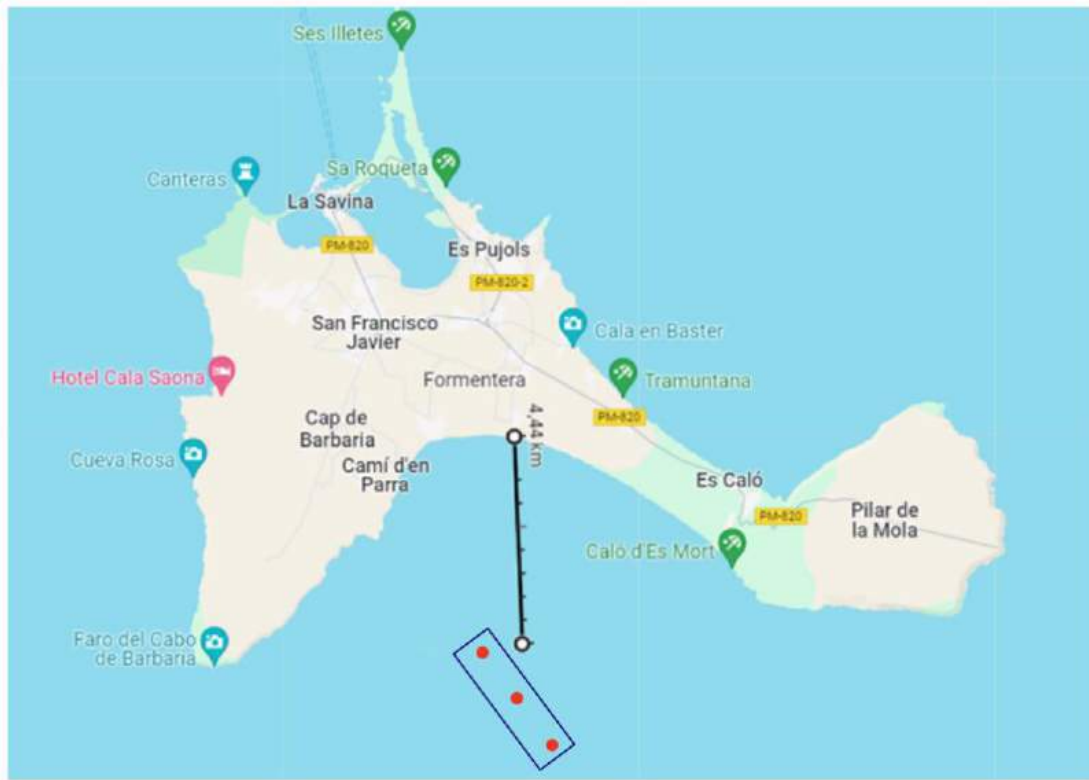 Ses Illetes
Sa Roqueta
Canteras
La Savina
PM-820
Es Pujols
PM-820-2
San Francisco
Javier
Cala en Baster
Hotel Cala Saona
Formentera
Tramuntana
PM-820
Cap de
Barbaria
4,44 km
Cueva Rosa
Camí d'en
Parra
Es Caló
PM-820
Pilar de
la Mola
Caló d'Es Mort
Faro del Cabo
de Barbaria